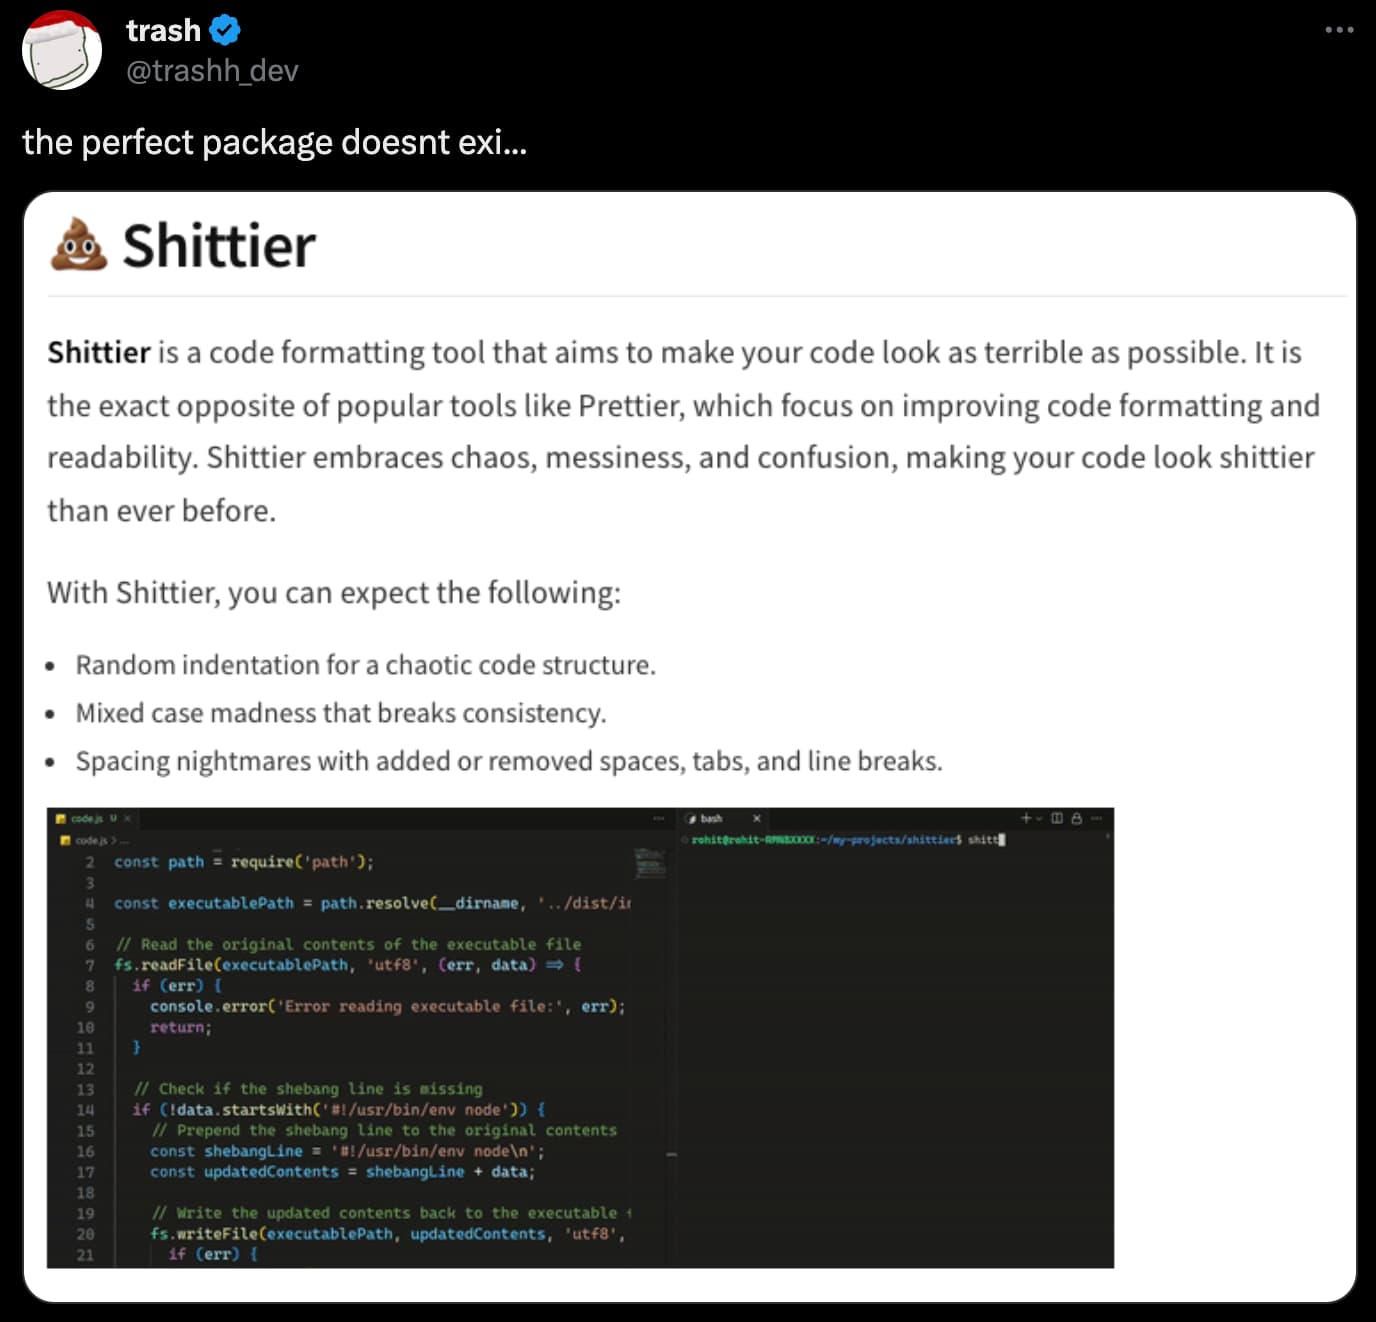 trash
@trashh_dev
the perfect package doesnt exi...
💩 Shittier
Shittier is a code formatting tool that aims to make your code look as terrible as possible. It is
the exact opposite of popular tools like Prettier, which focus on improving code formatting and
readability. Shittier embraces chaos, messiness, and confusion, making your code look shittier
than ever before.
With Shittier, you can expect the following:
• Random indentation for a chaotic code structure.
• Mixed case madness that breaks consistency.
• Spacing nightmares with added or removed spaces, tabs, and line breaks.
code.js U ×
code.js > ...
2 const path = require('path');
3
4 const executablePath = path.resolve(__dirname, '../dist/in
5
6 // Read the original contents of the executable file
7 fs.readFile(executablePath, 'utf8', (err, data) => {
8 if (err) {
9 console.error('Error reading executable file:', err);
10 return;
11 }
12
13 // Check if the shebang line is missing
14 if (!data.startsWith('#!/usr/bin/env node')) {
15 // Prepend the shebang line to the original contents
16 const shebangLine = '#!/usr/bin/env node\n';
17 const updatedContents = shebangLine + data;
18
19 // Write the updated contents back to the executable
20 fs.writeFile(executablePath, updatedContents, 'utf8',
21 if (err) {
bash ×
:~/my-projects/shittier$ shitt